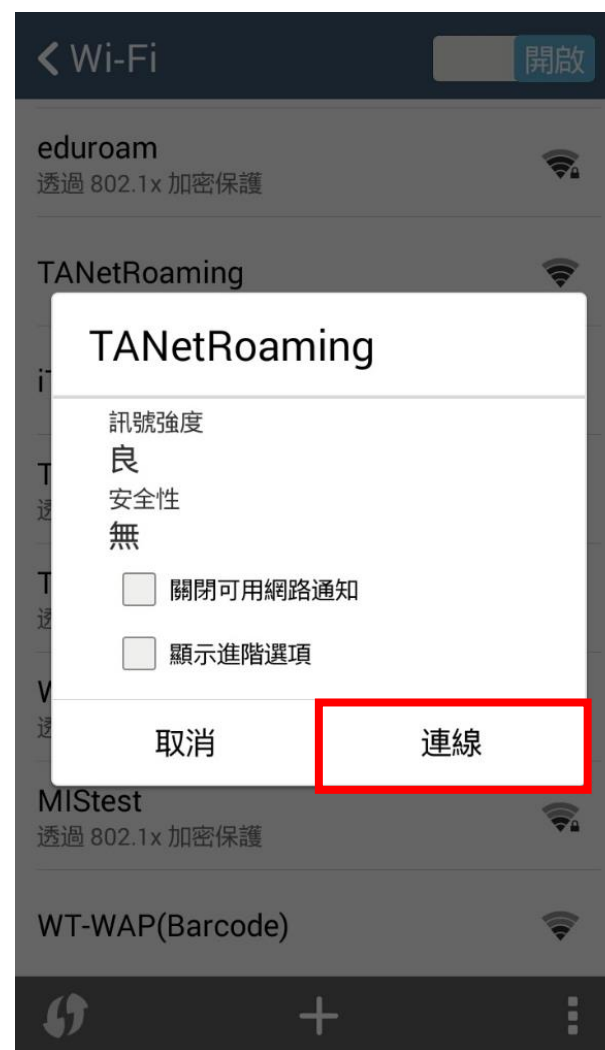 Wi-Fi
開啟
eduroam
透過 802.1x 加密保護
TANetRoaming
TANetRoaming
訊號強度
良
安全性
無
關閉可用網路通知
顯示進階選項
取消
連線
MIStest
透過 802.1x 加密保護
WT-WAP(Barcode)